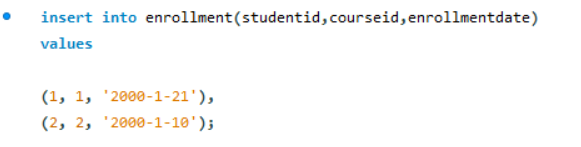 insert into enrollment(studentid,courseid,enrollmentdate)
values
(1, 1, '2000-1-21'),
(2, 2, '2000-1-10');